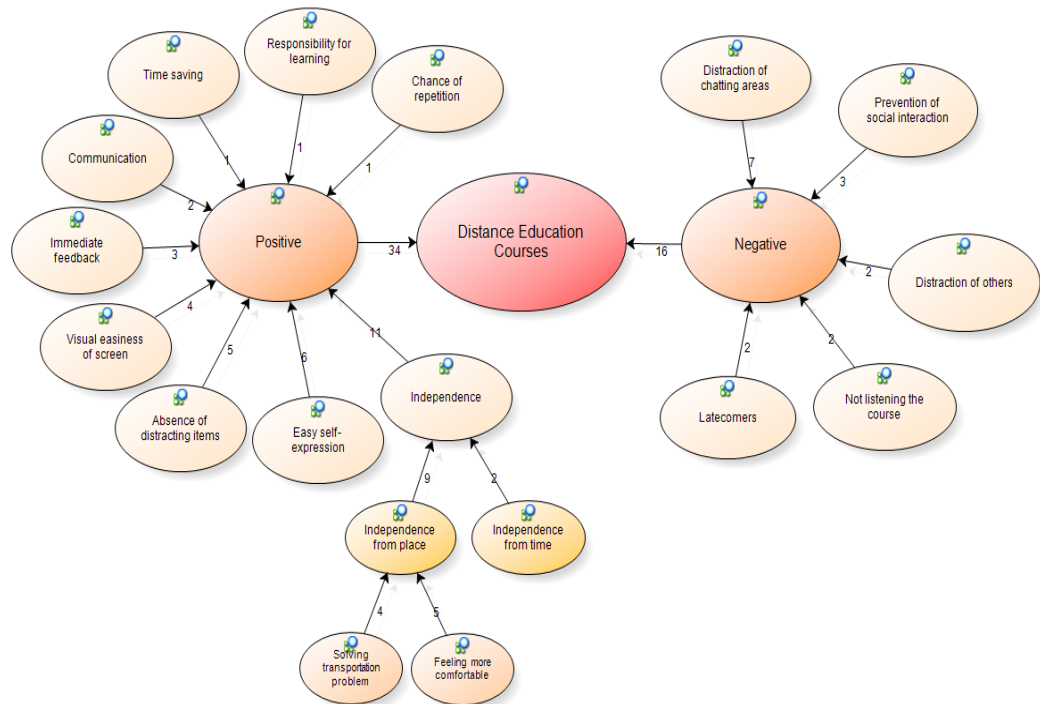 Responsibility for
learning
Time saving
Chance of
repetition
Distraction of
chatting areas
Prevention of
social interaction
Communication
1
1
1
7
3
2
Immediate
feedback
3
Positive
34
Distance Education
Courses
16
Negative
2
Distraction of others
Visual easiness
of screen
4
5
6
11
2
2
Absence of
distracting items
Easy self-
expression
Independence
Latecomers
Not listening the
course
9
2
Independence
from place
Independence
from time
4
5
Solving
transportation
problem
Feeling more
comfortable